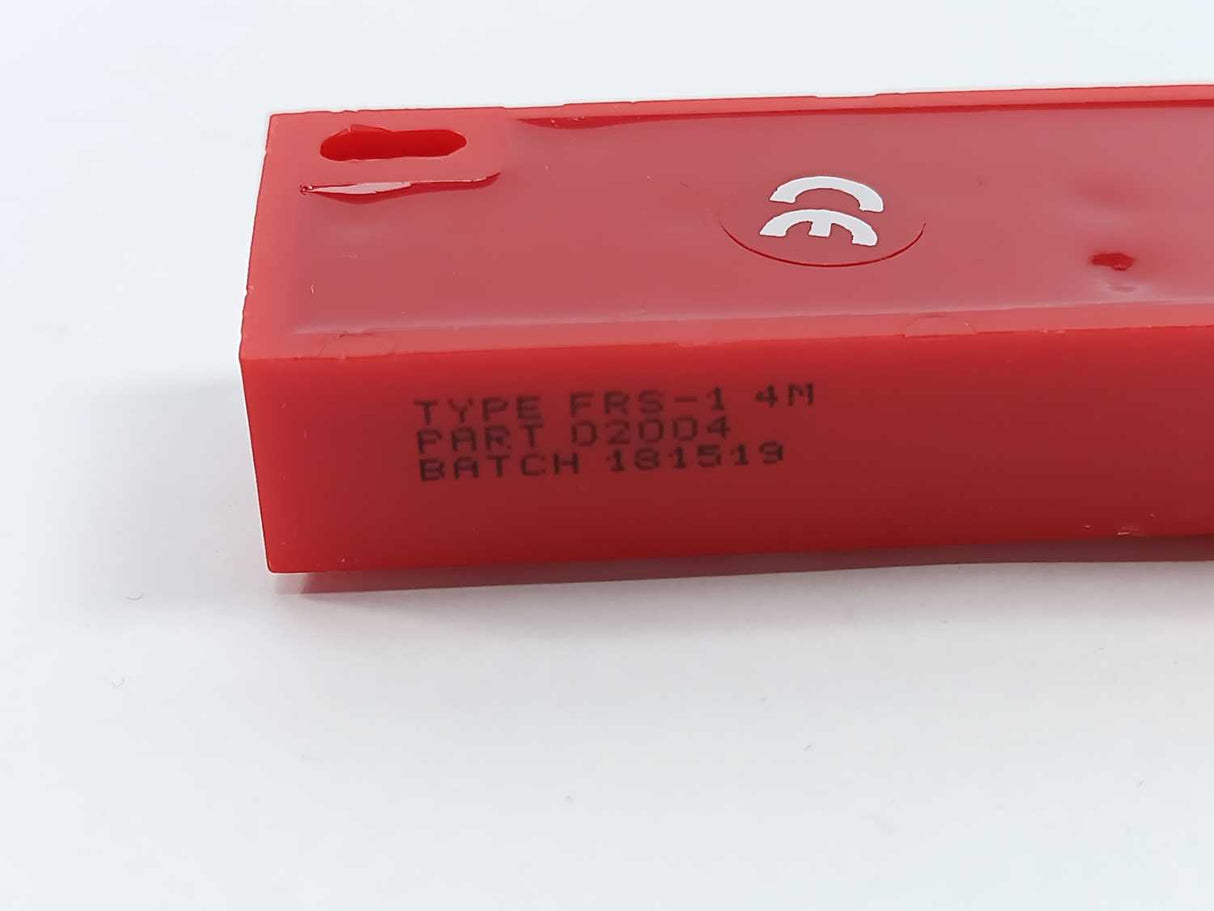 CE
TYPE FRS-1 4M
PART D2004
BATCH 181519